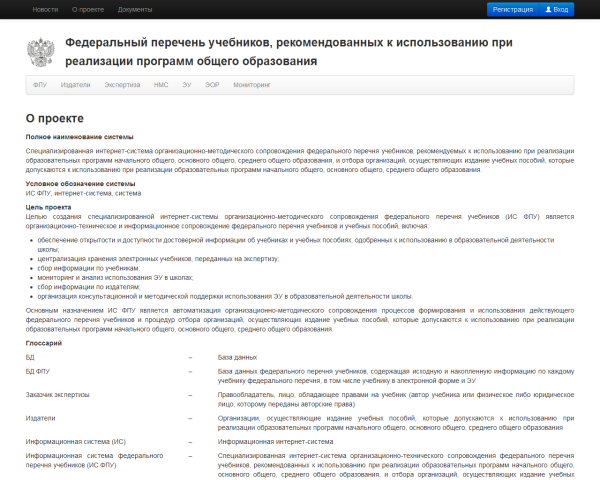 Новости О проекте Документы Регистрация Вход
Федеральный перечень учебников, рекомендованных к использованию при
реализации программ общего образования
ФПУ Издатели Экспертиза НМС ЭУ ЭОР Мониторинг
О проекте
Полное наименование системы
Специализированная интернет-система организационно-методического сопровождения федерального перечня учебников, рекомендуемых к использованию при реализации
образовательных программ начального общего, основного общего, среднего общего образования, и отбора организаций, осуществляющих издание учебных пособий, которые
допускаются к использованию при реализации образовательных программ начального общего, основного общего, среднего общего образования.
Условное обозначение системы
ИС ФПУ, интернет-система, система
Цель проекта
Целью создания специализированной интернет-системы организационно-методического сопровождения федерального перечня учебников (ИС ФПУ) является
организационно-техническое и информационное сопровождение федерального перечня учебников и учебных пособий, включая:
• обеспечение открытости и доступности достоверной информации об учебниках и учебных пособиях, одобренных к использованию в образовательной деятельности
школы;
• централизация хранения электронных учебников, переданных на экспертизу;
• сбор информации по учебникам;
• мониторинг и анализ использования ЭУ в школах;
• сбор информации по издателям;
• организация консультационной и методической поддержки использования ЭУ в образовательной деятельности школы.
Основным назначением ИС ФПУ является автоматизация организационно-методического сопровождения процессов формирования и использования действующего
федерального перечня учебников и процедур отбора организаций, осуществляющих издание учебных пособий, которые допускаются к использованию при реализации
образовательных программ начального общего, основного общего, среднего общего образования.
Глоссарий
БД – База данных
БД ФПУ – База данных федерального перечня учебников, содержащая исходную и накопленную информацию по каждому
учебнику федерального перечня, в том числе учебнику в электронной форме и ЭУ
Заказчик экспертизы – Правообладатель, лицо, обладающее правами на учебник (автор учебника или физическое либо юридическое
лицо, которому переданы авторские права)
Издатели – Организации, осуществляющие издание учебных пособий, которые допускаются к использованию при
реализации образовательных программ начального общего, основного общего, среднего общего образования
Информационная система (ИС) – Информационная интернет-система
Информационная система федерального – Специализированная интернет-система организационно-технического сопровождения федерального перечня
перечня учебников (ИС ФПУ) учебников, рекомендованных к использованию при реализации образовательных программ начального общего,
основного общего, среднего общего образования, и отбора организаций, осуществляющих издание учебных